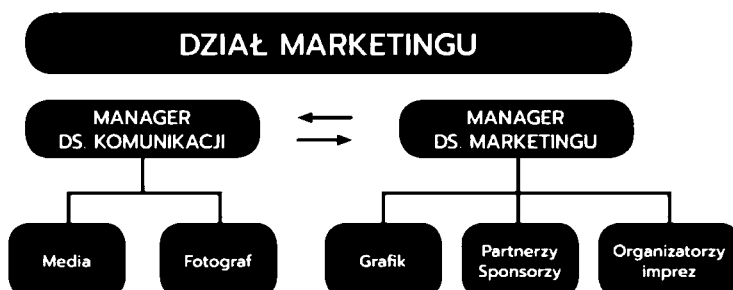 DZIAŁ MARKETINGU
MANAGER
DS. KOMUNIKACJI
MANAGER
DS. MARKETINGU
Media
Fotograf
Grafik
Partnerzy
Sponsorzy
Organizatorzy
imprez